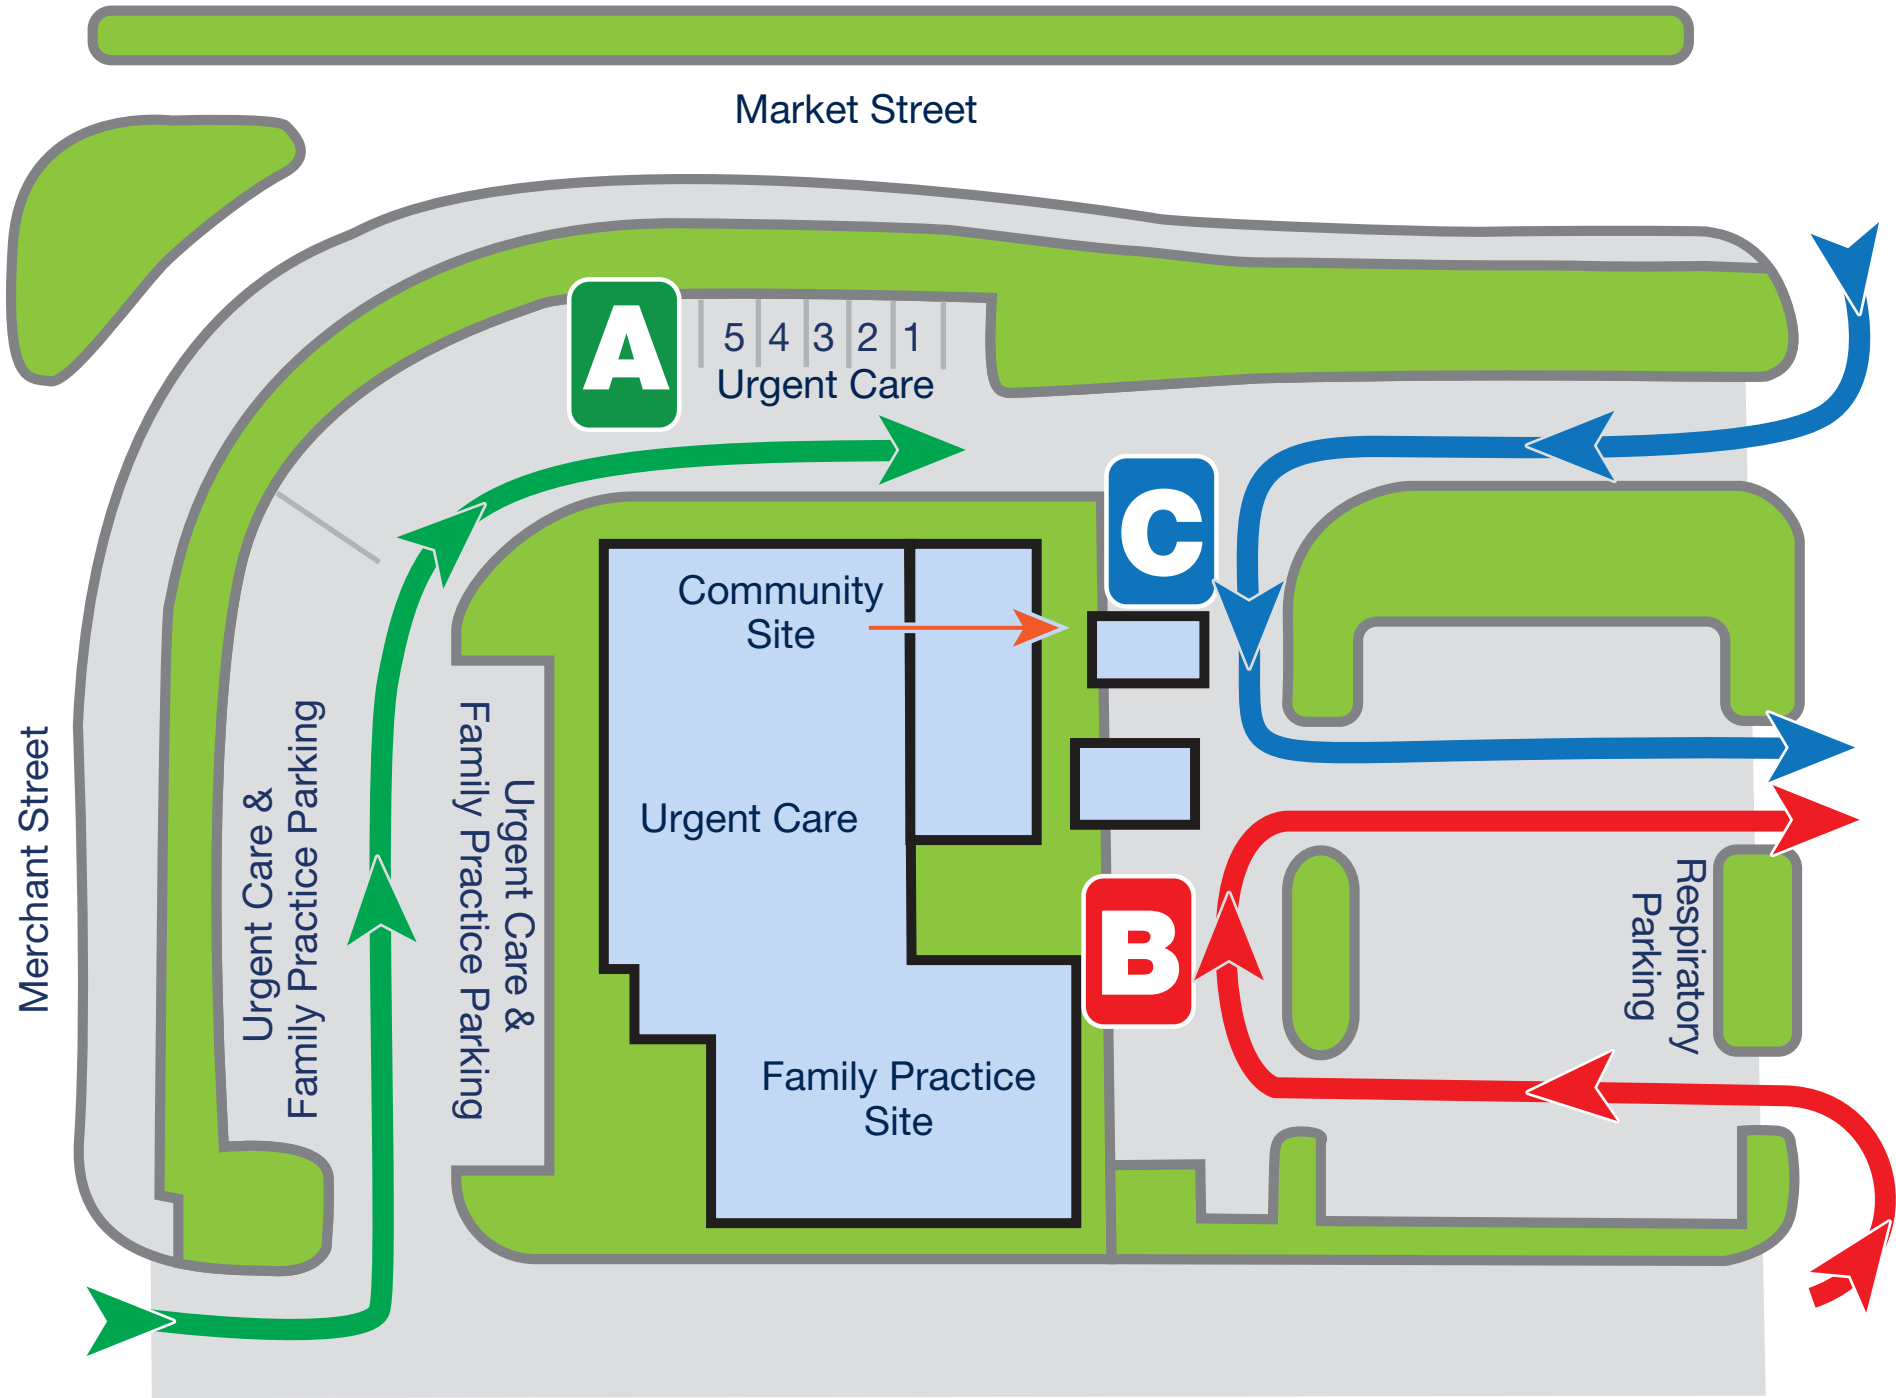 Market Street
A
5 4 3 2 1
Urgent Care
C
Community
Site
Urgent Care
B
Family Practice
Site
Merchant Street
Urgent Care &
Family Practice Parking
Urgent Care &
Family Practice Parking
Respiratory
Parking